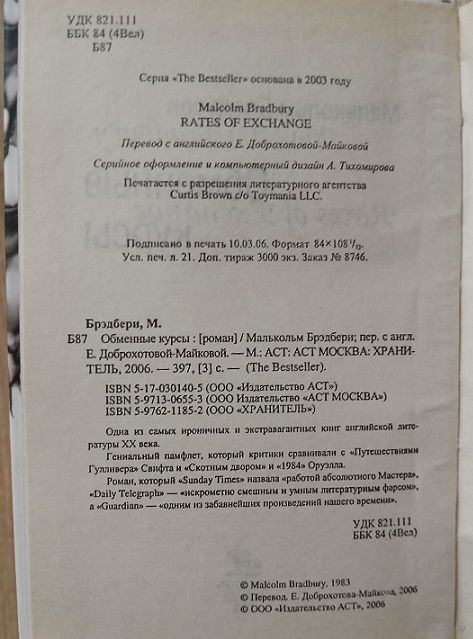 УДК 821.111
ББК 84 (4Вел)
Б87
Серия «The Bestseller» основана в 2003 году
Malcolm Bradbury
RATES OF EXCHANGE
Перевод с английского Е. Доброхотовой-Майковой
Серийное оформление и компьютерный дизайн А. Тихомирова
Печатается с разрешения литературного агентства
Curtis Brown c/o Toymania LLC.
Подписано в печать 10.03.06. Формат 84×108 1/32.
Усл. печ. л. 21. Доп. тираж 3000 экз. Заказ № 8746.
Брэдбери, М.
Б87 Обменные курсы : [роман] / Малькольм Брэдбери; пер. с англ.
Е. Доброхотовой-Майковой. — М.: АСТ: АСТ МОСКВА: ХРАНИ-
ТЕЛЬ, 2006. — 397, [3] с. — (The Bestseller).
ISBN 5-17-030140-5 (ООО «Издательство АСТ»)
ISBN 5-9713-0655-3 (ООО Издательство «АСТ МОСКВА»)
ISBN 5-9762-1185-2 (ООО «ХРАНИТЕЛЬ»)
Одна из самых ироничных и экстравагантных книг английской лите-
ратуры XX века.
Гениальный памфлет, который критики сравнивали с «Путешествиями
Гулливера» Свифта и «Скотным двором» и «1984» Оруэлла.
Роман, который «Sunday Times» назвала «работой абсолютного Мастера»,
«Daily Telegraph» — «искрометно смешным и умным литературным фарсом»,
а «Guardian» — «одним из забавнейших произведений нашего времени».
УДК 821.111
ББК 84 (4Вел)
© Malcolm Bradbury, 1983
© Перевод. Е. Доброхотова-Майкова, 2006
© ООО «Издательство АСТ», 2006